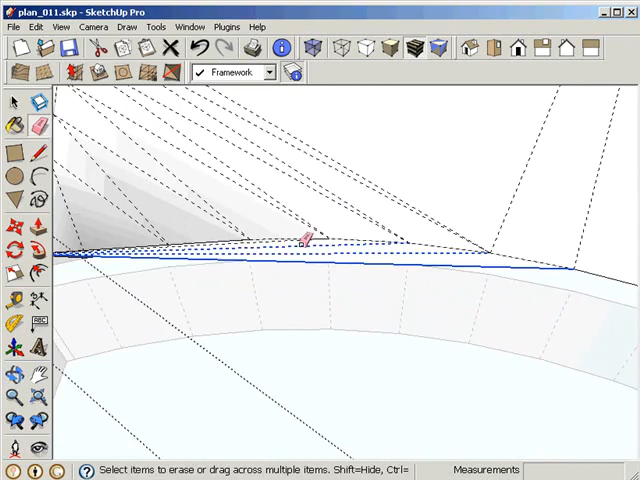 plan_011.skp - SketchUp Pro
File Edit View Camera Draw Tools Window Plugins Help
Framework
ABC
A
Select items to erase or drag across multiple items. Shift=Hide, Ctrl=
Measurements